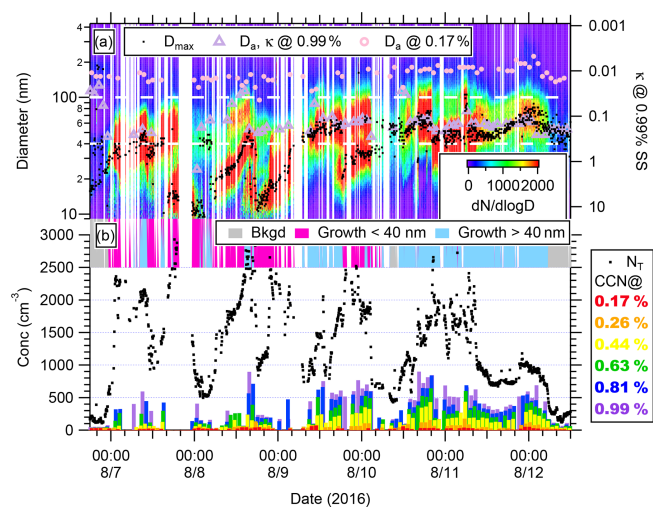 (a)
D_max D_a, κ @ 0.99 % D_a @ 0.17 %
4
2
100
8
6
4
2
10
Diameter (nm)
0.001
0.01
0.1
1
10
κ @ 0.99% SS
0 1000 2000
dN/dlogD
(b)
Bkgd Growth < 40 nm Growth > 40 nm
3000
2500
2000
1500
1000
500
0
Conc (cm⁻³)
N_T
CCN@
0.17 %
0.26 %
0.44 %
0.63 %
0.81 %
0.99 %
00:00 00:00 00:00 00:00 00:00 00:00
8/7 8/8 8/9 8/10 8/11 8/12
Date (2016)